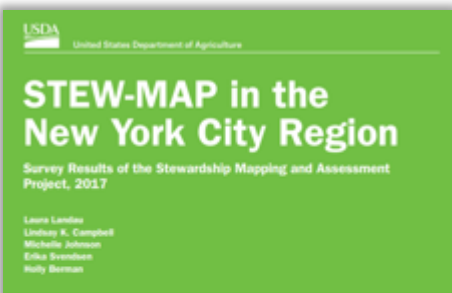 USDA
United States Department of Agriculture
STEW-MAP in the
New York City Region
Survey Results of the Stewardship Mapping and Assessment
Project, 2017
Laura Landau
Lindsay K. Campbell
Michelle Johnson
Erika Svendsen
Holly Berman